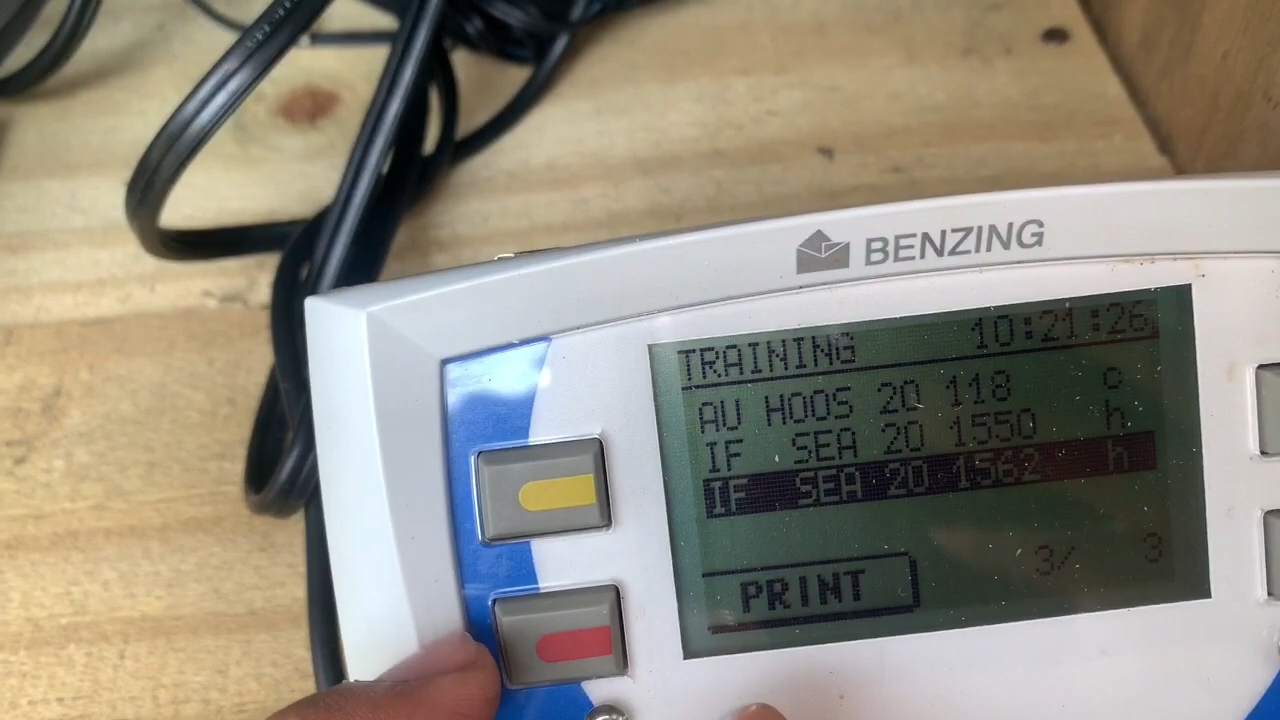 BENZING
TRAINING 10:21:26
AU HOOS 20 118 c
IF SEA 20 1550 h
IF SEA 20 1562 h
3/ 3
PRINT